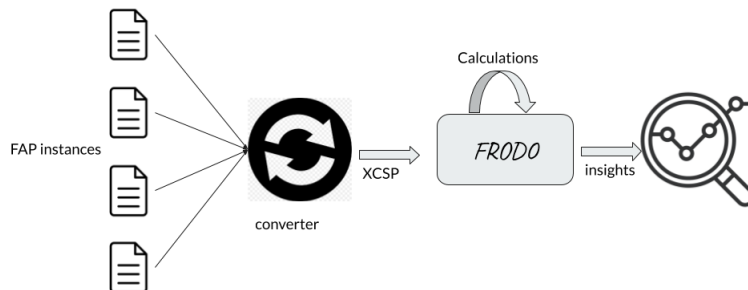 Calculations
FAP instances
FRODO
XCSP
insights
converter